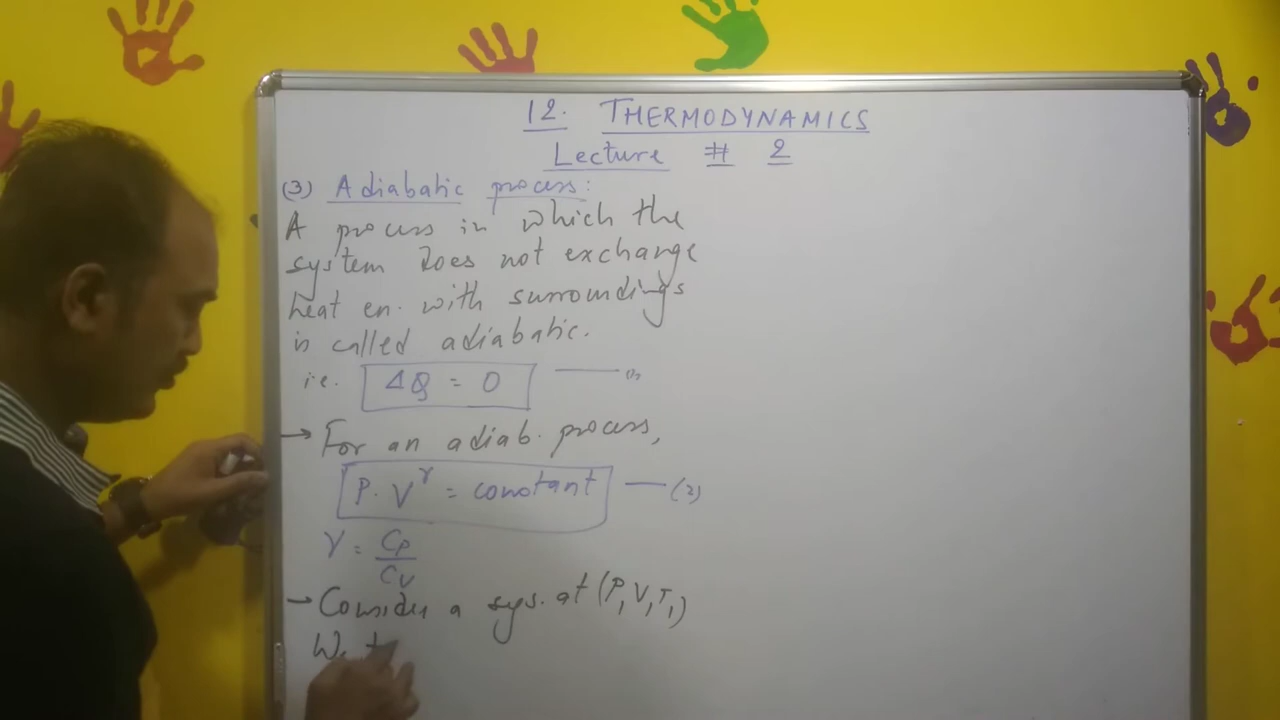 12. THERMODYNAMICS
Lecture # 2
(3) Adiabatic process:
A process in which the
system does not exchange
heat en. with surroundings
is called adiabatic.
i.e. ΔQ = 0 —— (1)
→ For an adiab. process,
P. V^γ = constant —— (2)
γ = Cp/Cv
→ Consider a sys. at (P₁ V₁ T₁)
We t